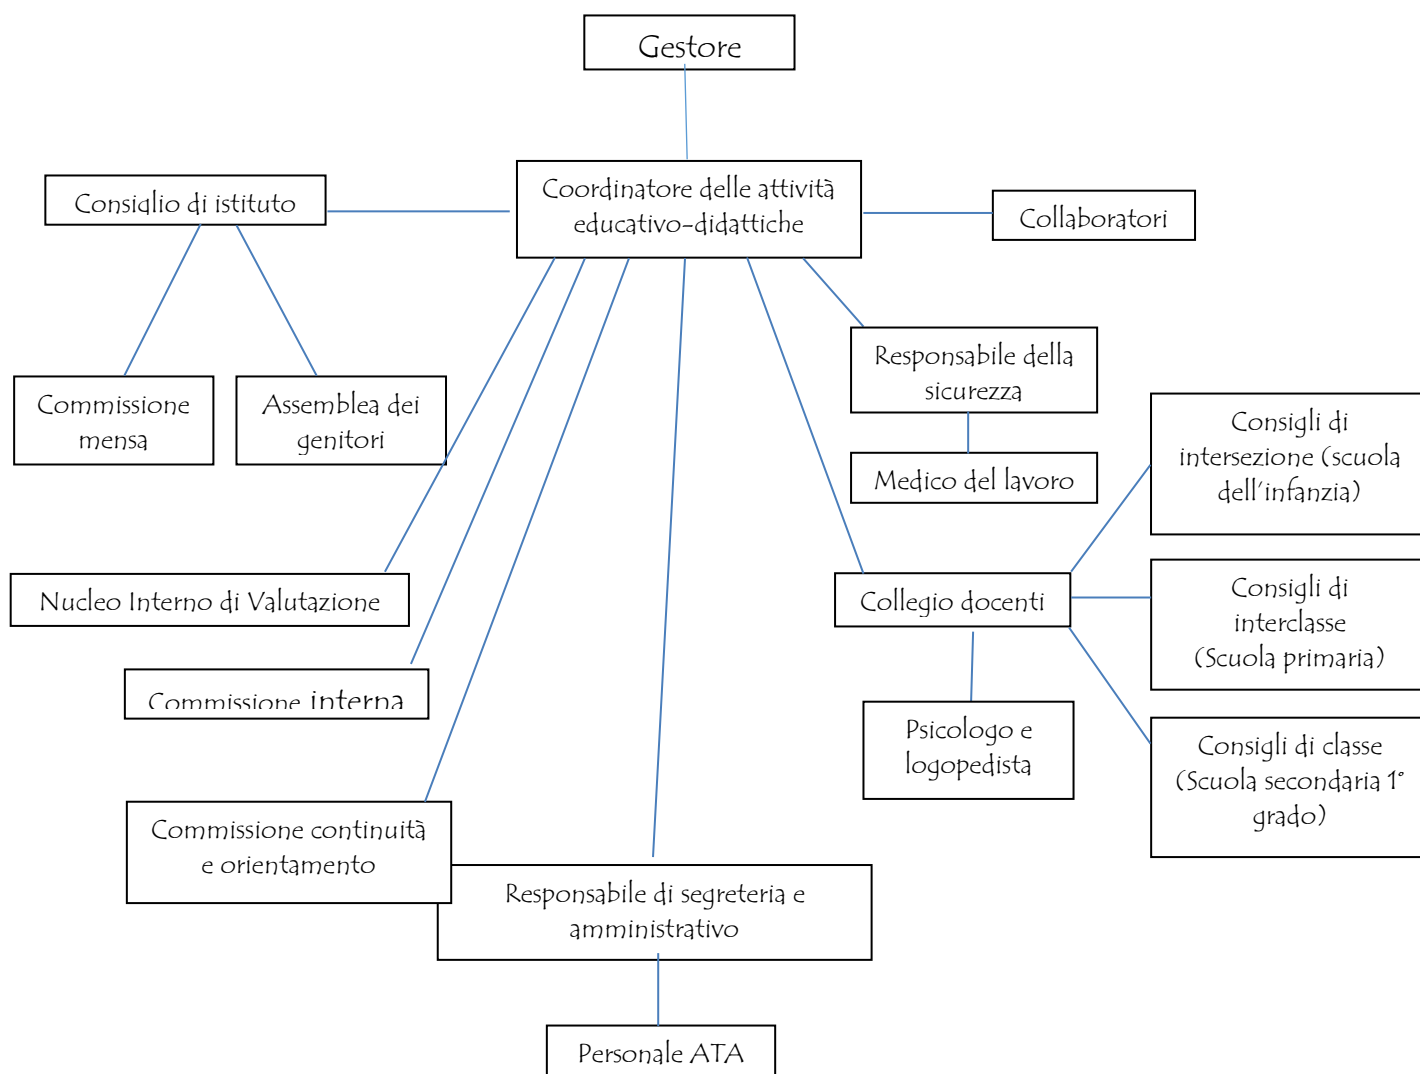 Gestore
Coordinatore delle attività
educativo-didattiche
Consiglio di istituto
Collaboratori
Commissione
mensa
Assemblea dei
genitori
Responsabile della
sicurezza
Medico del lavoro
Consigli di
intersezione (scuola
dell'infanzia)
Nucleo Interno di Valutazione
Collegio docenti
Consigli di
interclasse
(Scuola primaria)
Commissione interna
Psicologo e
logopedista
Consigli di classe
(Scuola secondaria 1°
grado)
Commissione continuità
e orientamento
Responsabile di segreteria e
amministrativo
Personale ATA